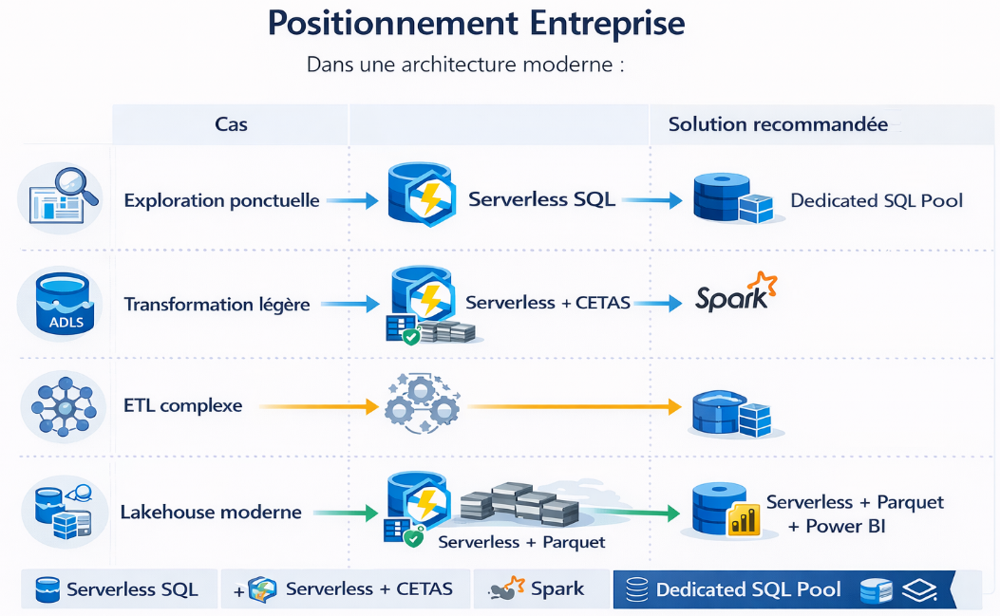 Positionnement Entreprise
Dans une architecture moderne :
Cas
Solution recommandée
Exploration ponctuelle
Serverless SQL
Dedicated SQL Pool
ADLS
Transformation légère
Serverless + CETAS
Spark
ETL complexe
Lakehouse moderne
Serverless + Parquet
Serverless + Parquet
+ Power BI
Serverless SQL
+ Serverless + CETAS
Spark
Dedicated SQL Pool